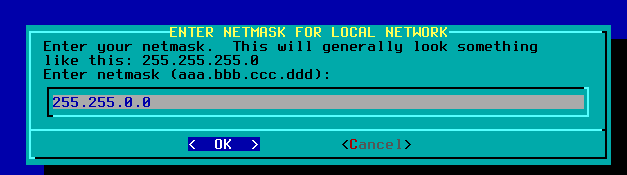 ENTER NETMASK FOR LOCAL NETWORK
Enter your netmask.  This will generally look something
like this: 255.255.255.0
Enter netmask (aaa.bbb.ccc.ddd):
255.255.0.0
<  OK  > <Cancel>